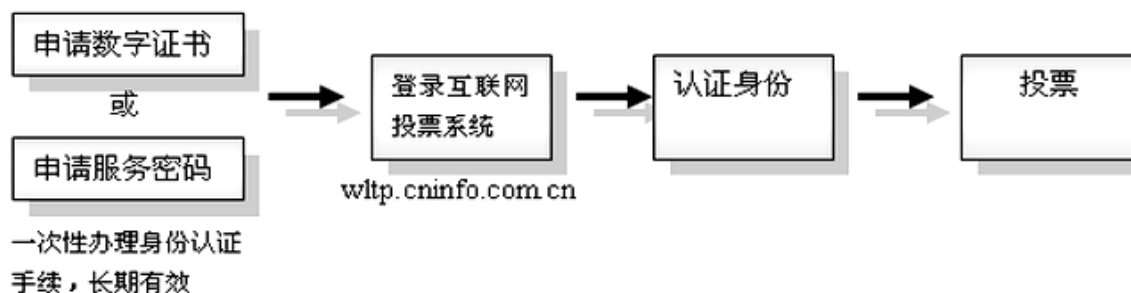 申请数字证书
或
申请服务密码
一次性办理身份认证
手续，长期有效
登录互联网
投票系统
wltp.cninfo.com.cn
认证身份
投票